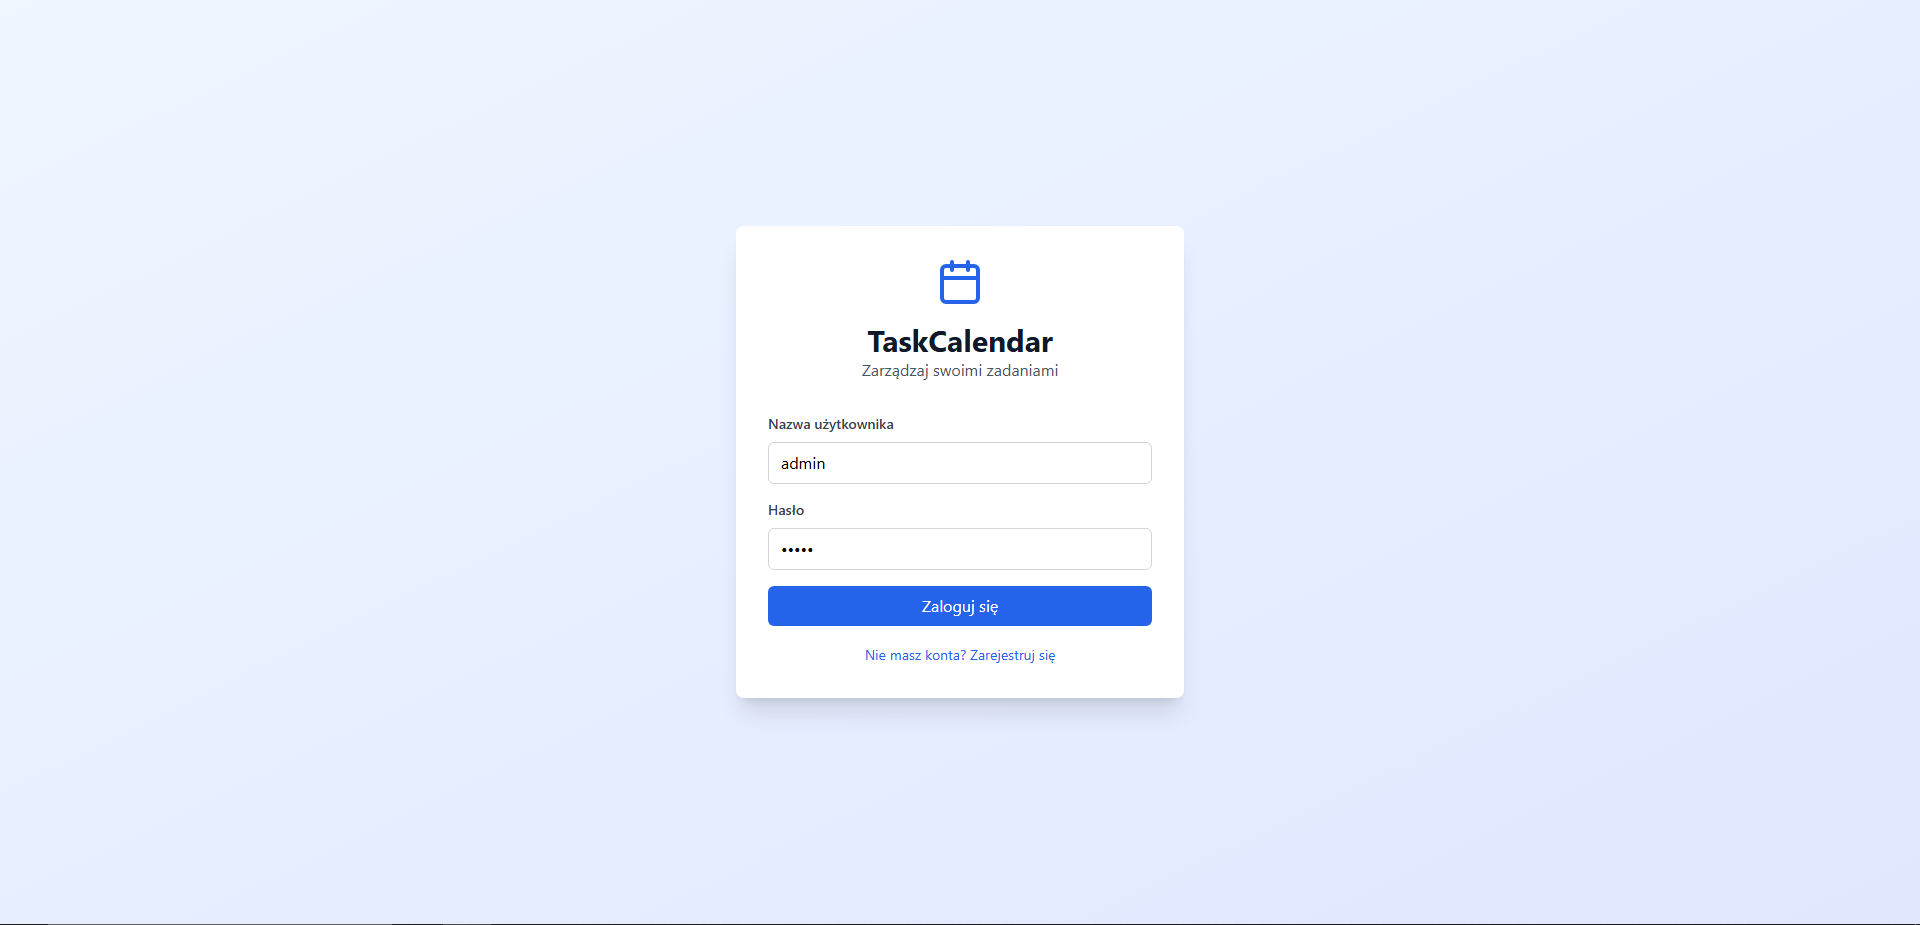 TaskCalendar
Zarządzaj swoimi zadaniami
Nazwa użytkownika
admin
Hasło
•••••
Zaloguj się
Nie masz konta? Zarejestruj się